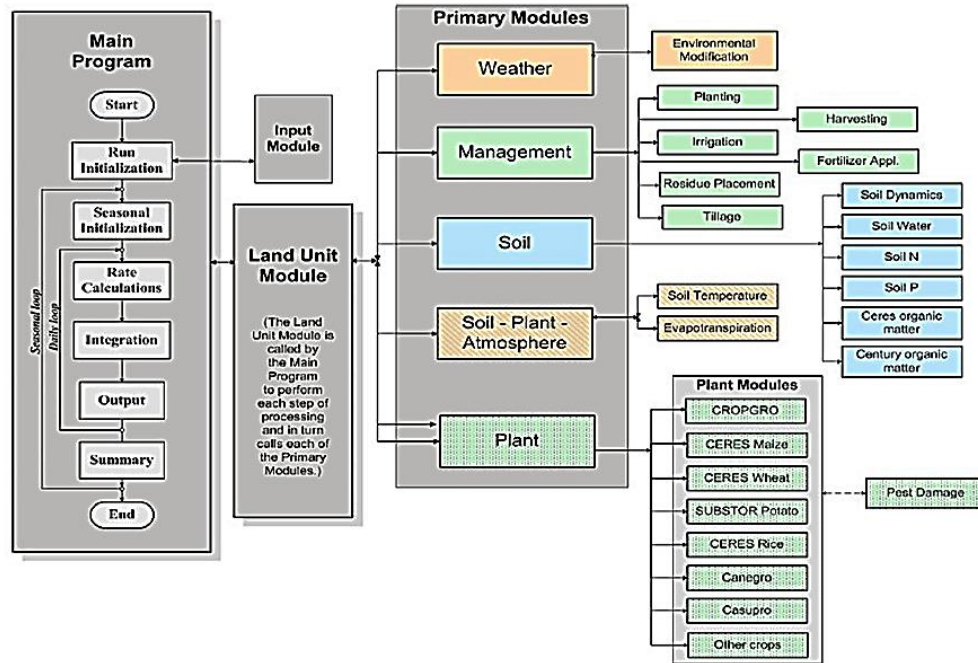 Main
Program
Start
Run
Initialization
Seasonal
Initialization
Rate
Calculations
Integration
Output
Summary
End
Seasonal loop
Daily loop
Input
Module
Land Unit
Module
(The Land
Unit Module is
called by the
Main Program
to perform
each step of
processing
and in turn
calls each of
the Primary
Modules.)
Primary Modules
Weather
Management
Soil
Soil - Plant -
Atmosphere
Plant
Environmental
Modification
Planting
Harvesting
Irrigation
Fertilizer Appl.
Residue Placement
Tillage
Soil Dynamics
Soil Water
Soil N
Soil P
Ceres organic
matter
Century organic
matter
Soil Temperature
Evapotranspiration
Plant Modules
CROPGRO
CERES Maize
CERES Wheat
SUBSTOR Potato
CERES Rice
Canegro
Casupro
Other crops
Pest Damage